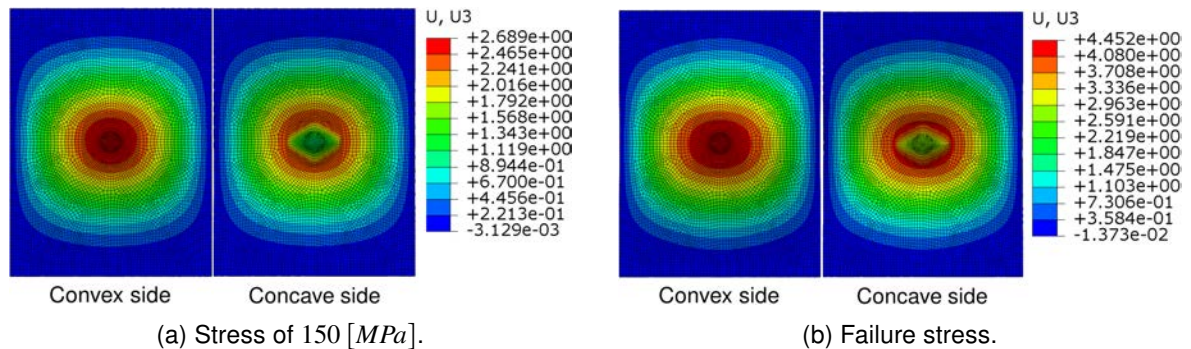 U, U3
+2.689e+00
+2.465e+00
+2.241e+00
+2.016e+00
+1.792e+00
+1.568e+00
+1.343e+00
+1.119e+00
+8.944e-01
+6.700e-01
+4.456e-01
+2.213e-01
-3.129e-03
Convex side
Concave side
(a) Stress of 150 [MPa].
U, U3
+4.452e+00
+4.080e+00
+3.708e+00
+3.336e+00
+2.963e+00
+2.591e+00
+2.219e+00
+1.847e+00
+1.475e+00
+1.103e+00
+7.306e-01
+3.584e-01
-1.373e-02
Convex side
Concave side
(b) Failure stress.